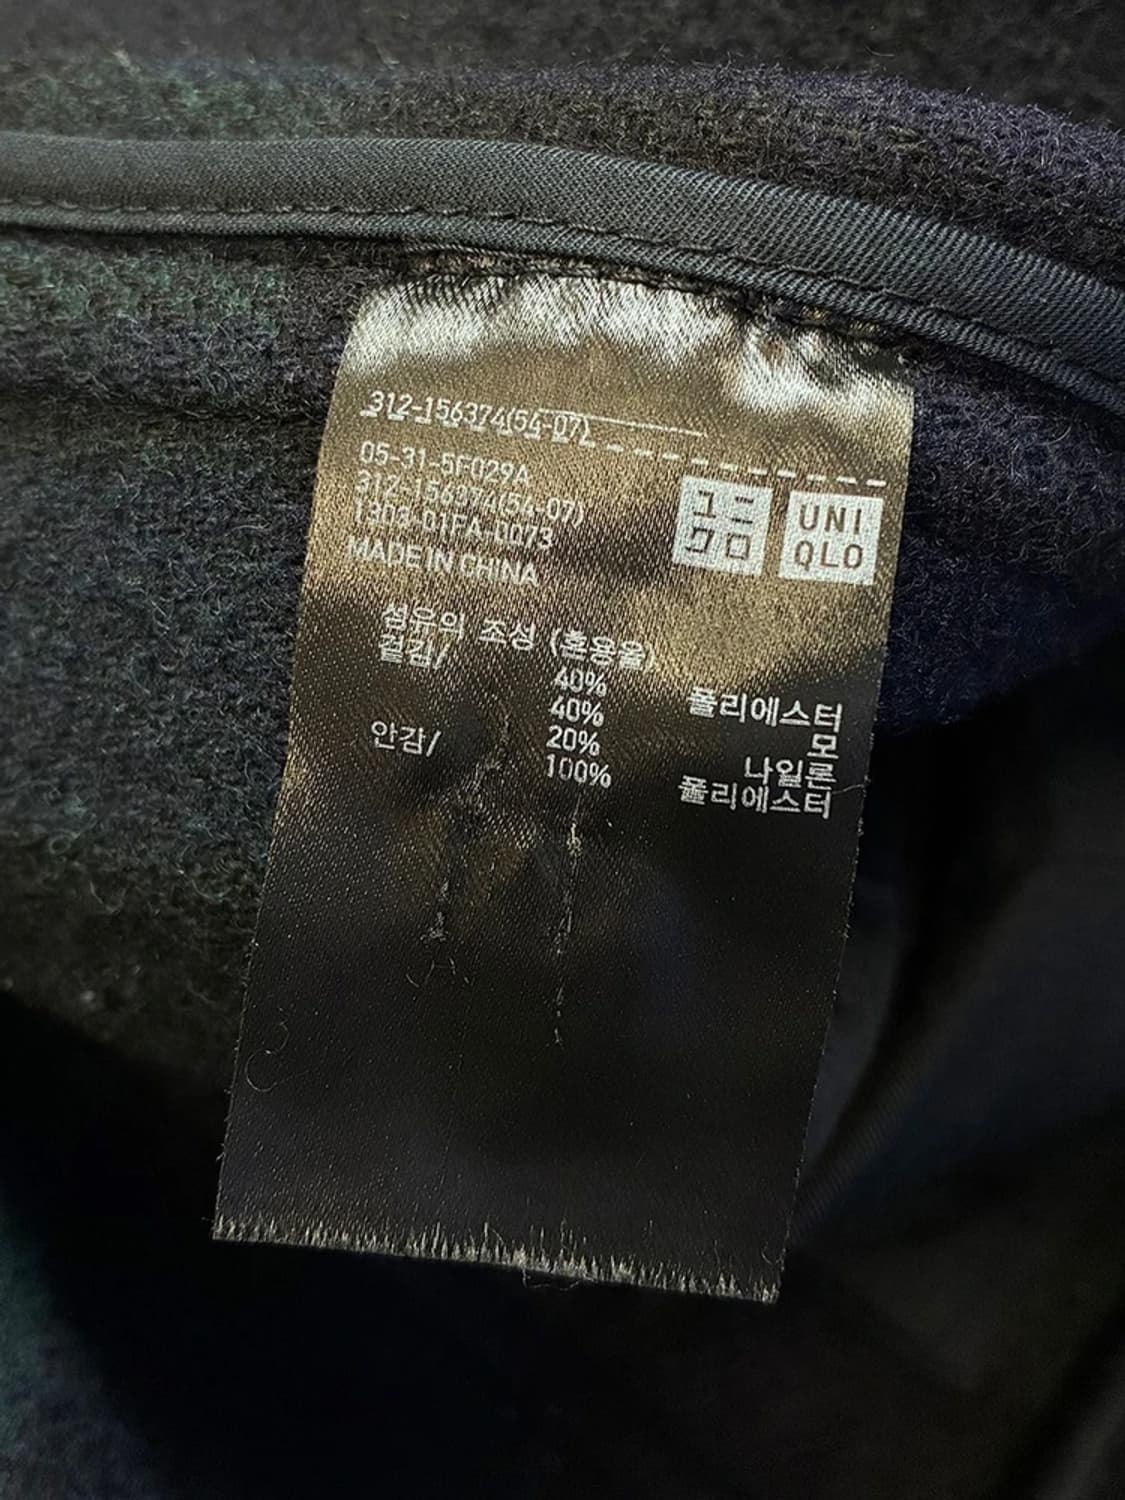 312-156374(54-07)
05-31-5F029A
312-156374(54-07)
1303-01FA-0073
MADE IN CHINA
ユニ
クロ
UNI
QLO
섬유의 조성 (혼용율)
겉감/
40% 폴리에스터
40% 모
20% 나일론
안감/ 100% 폴리에스터